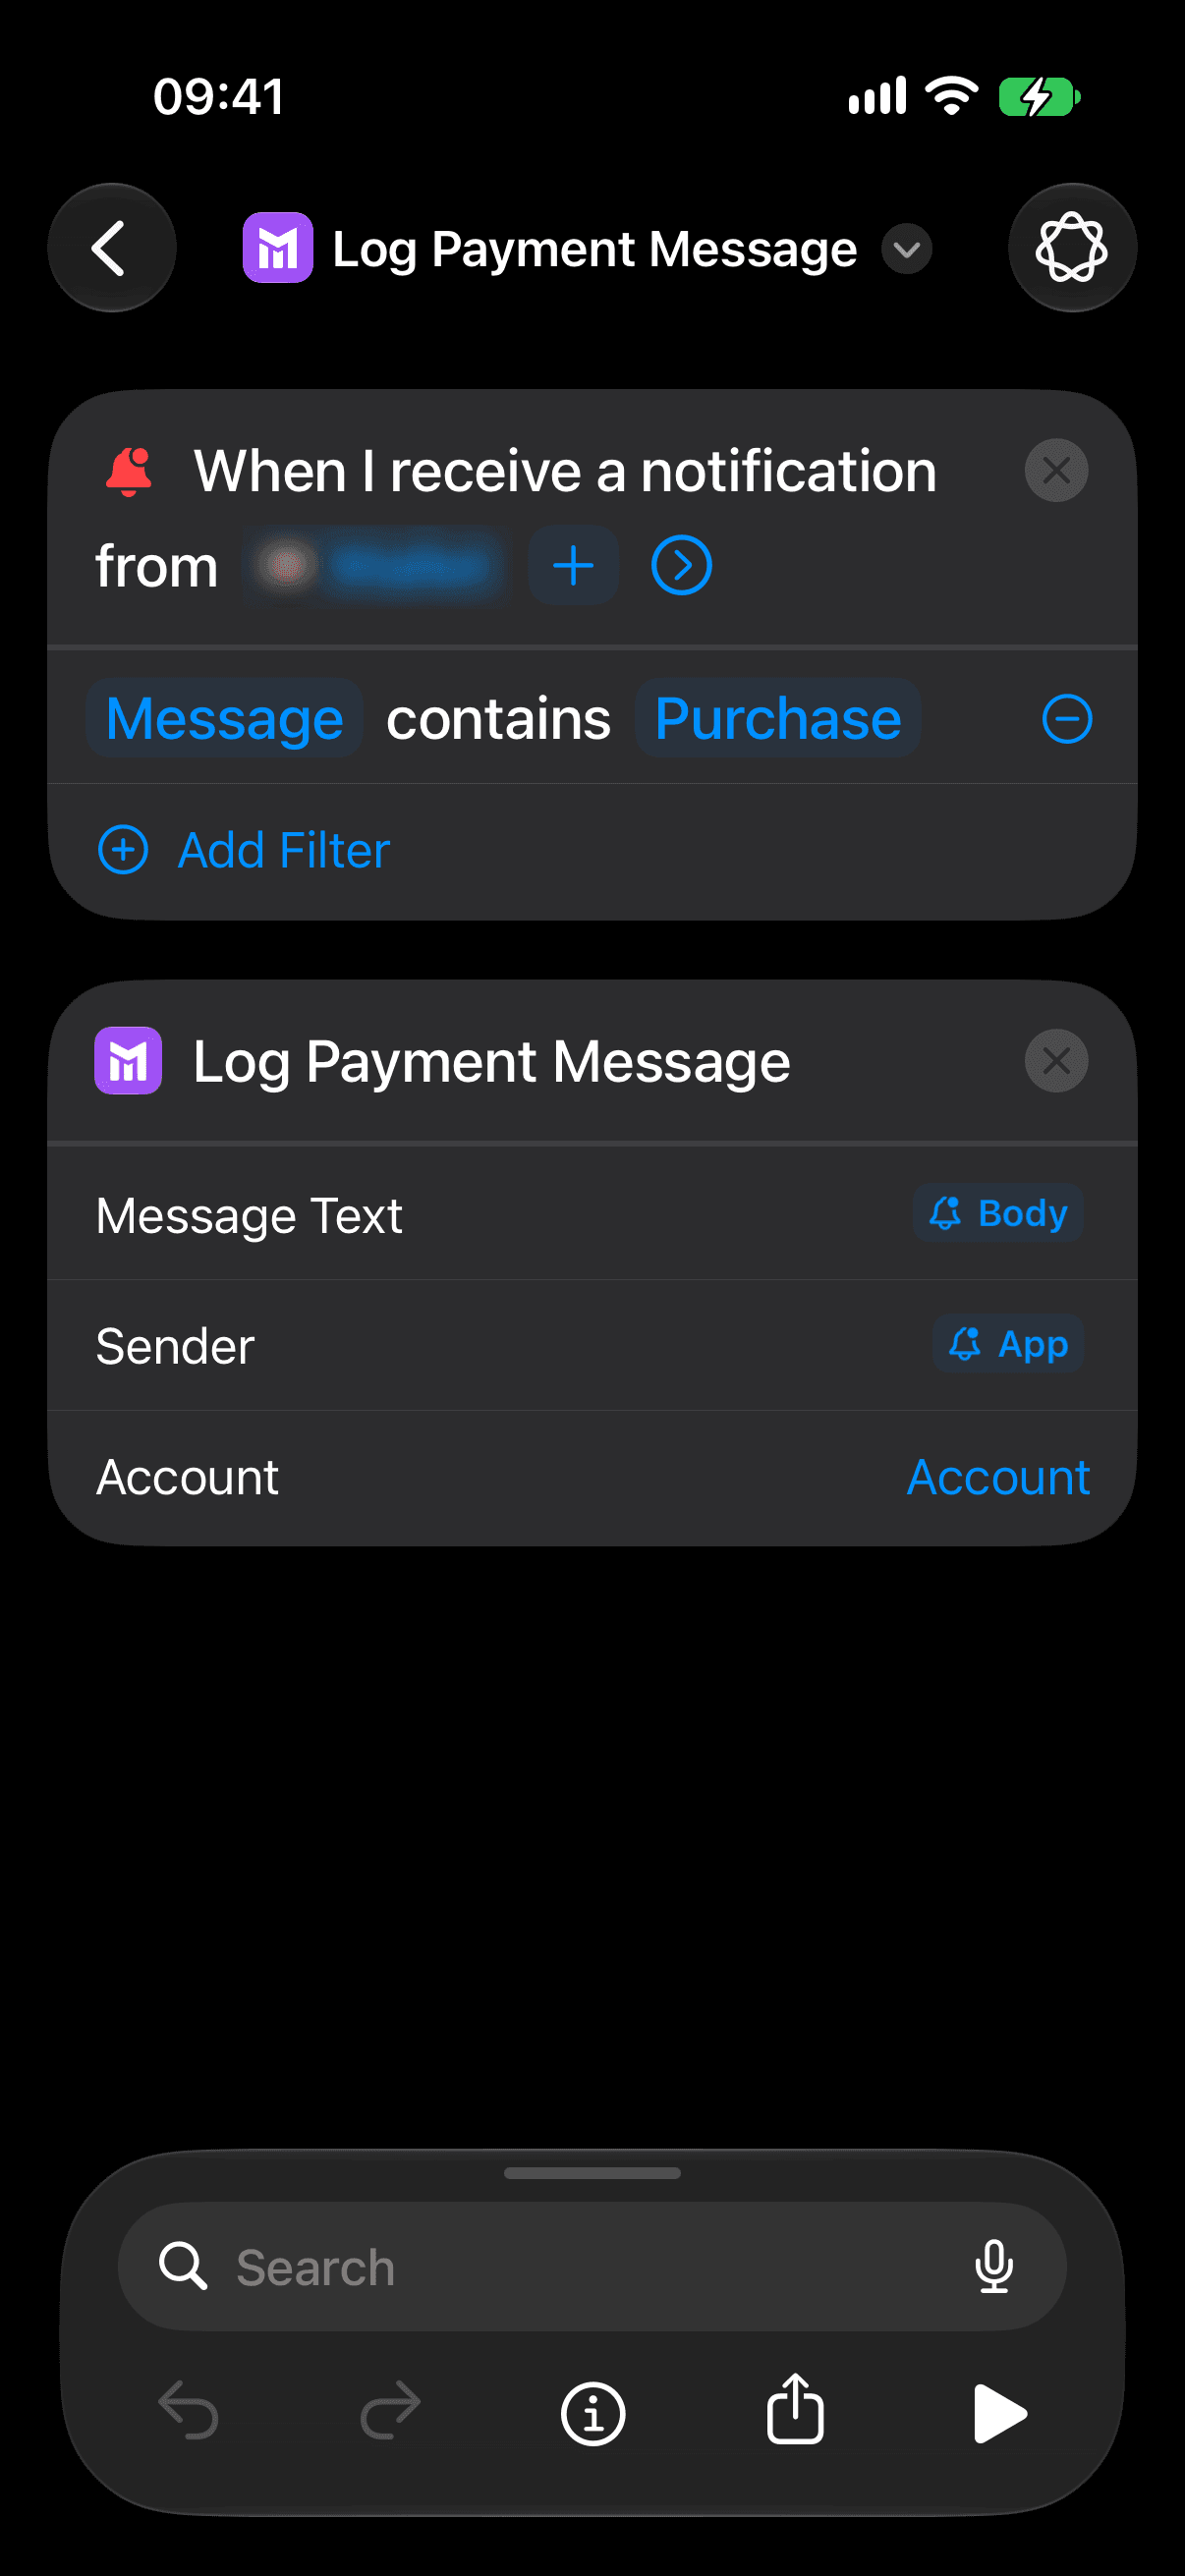 09:41
Log Payment Message
When I receive a notification
from
Message contains Purchase
Add Filter
Log Payment Message
Message Text Body
Sender App
Account Account
Search